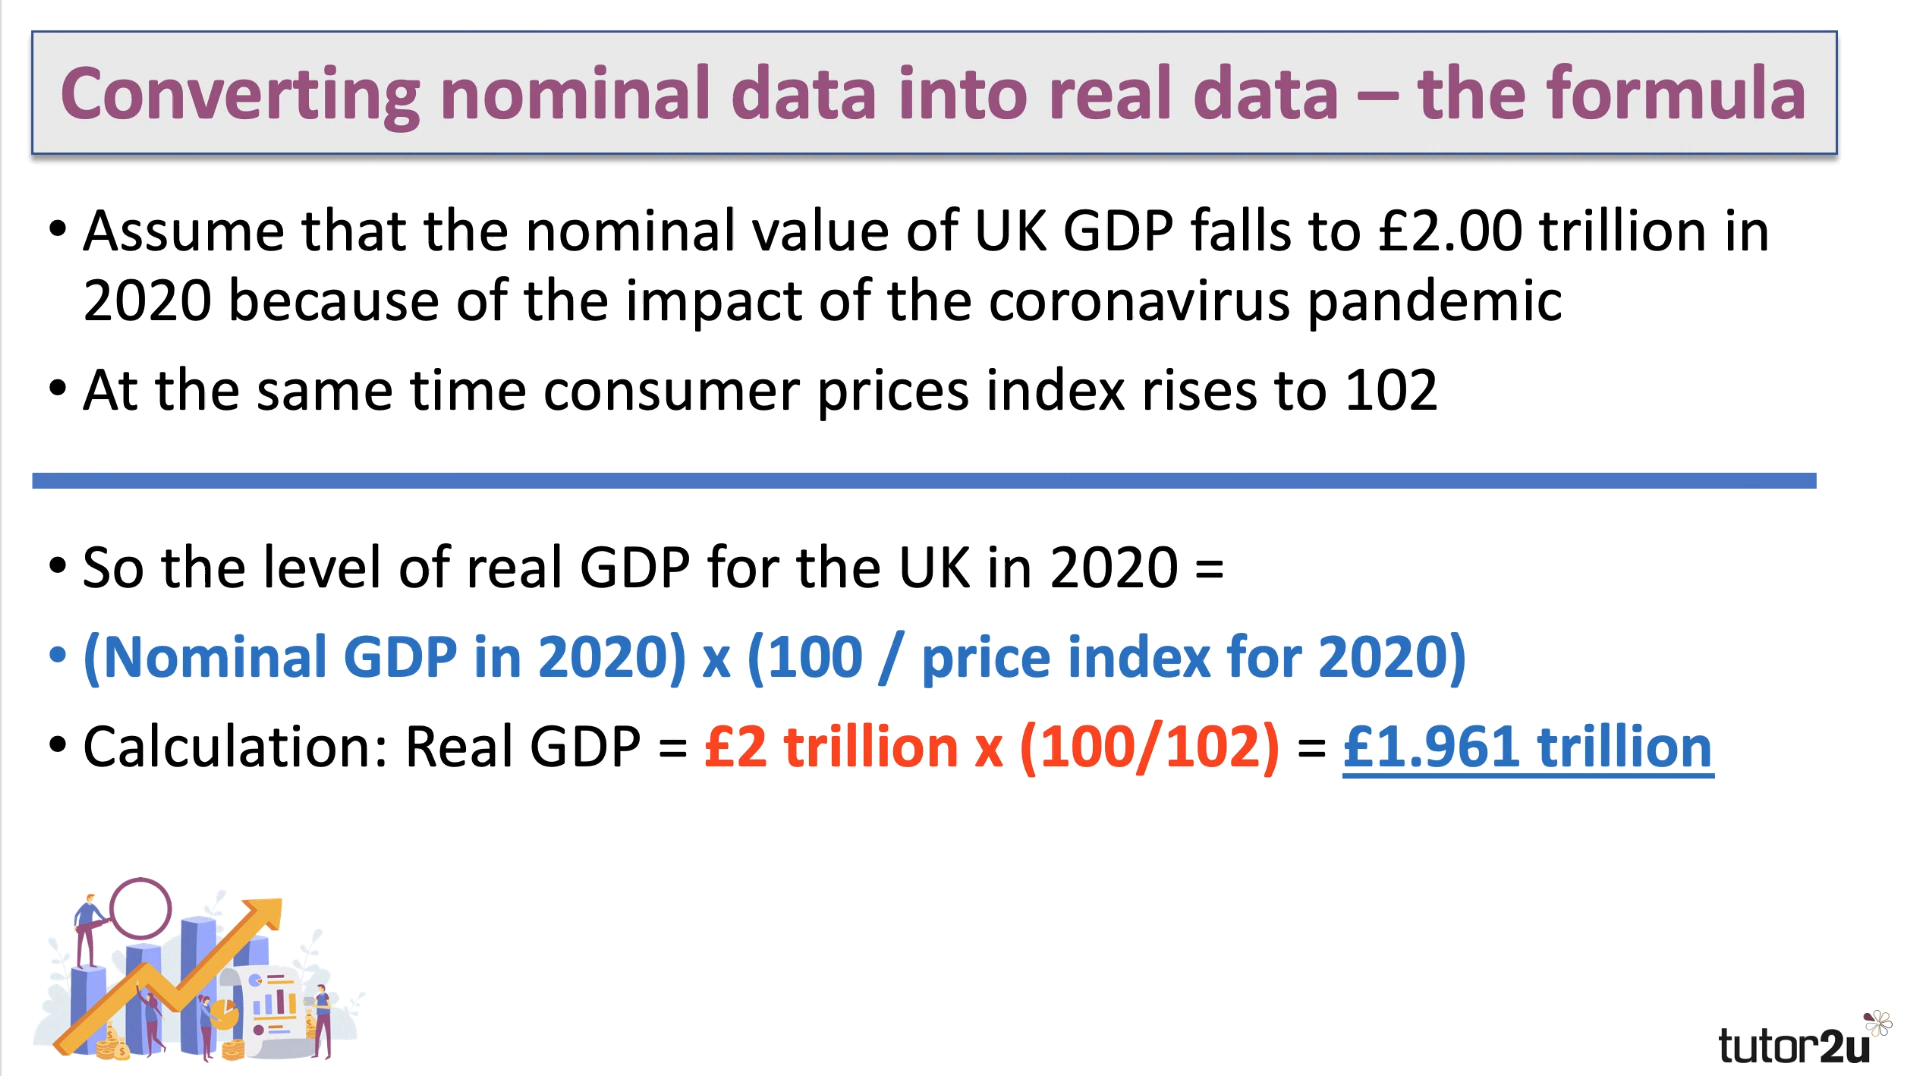 Converting nominal data into real data – the formula
• Assume that the nominal value of UK GDP falls to £2.00 trillion in
2020 because of the impact of the coronavirus pandemic
• At the same time consumer prices index rises to 102
• So the level of real GDP for the UK in 2020 =
• (Nominal GDP in 2020) x (100 / price index for 2020)
• Calculation: Real GDP = £2 trillion x (100/102) = £1.961 trillion
tutor2u